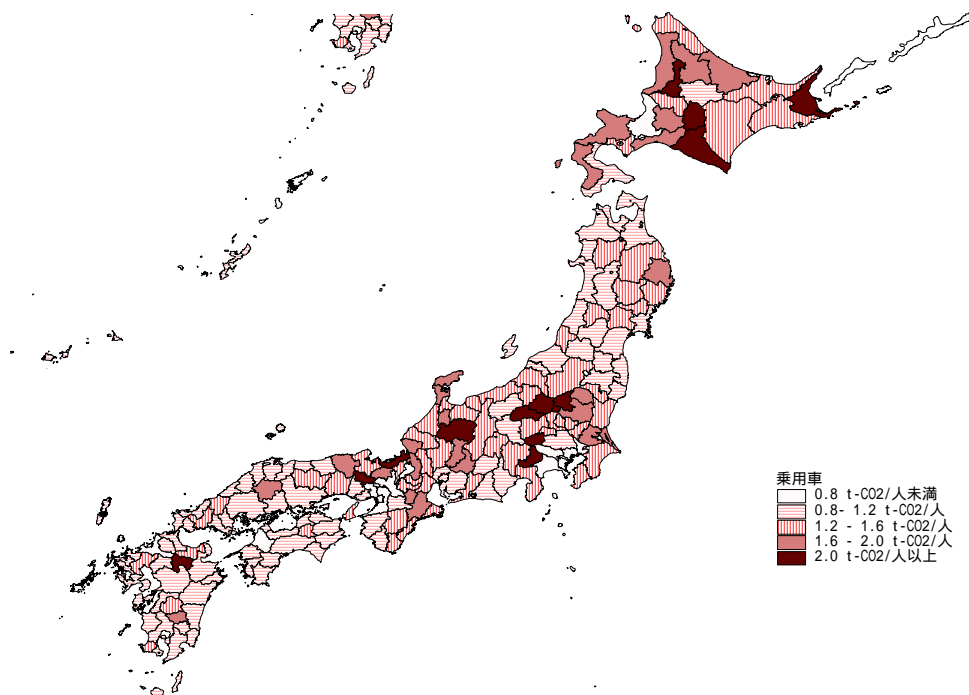 乗用車
0.8 t-CO2/人未満
0.8- 1.2 t-CO2/人
1.2 - 1.6 t-CO2/人
1.6 - 2.0 t-CO2/人
2.0 t-CO2/人以上